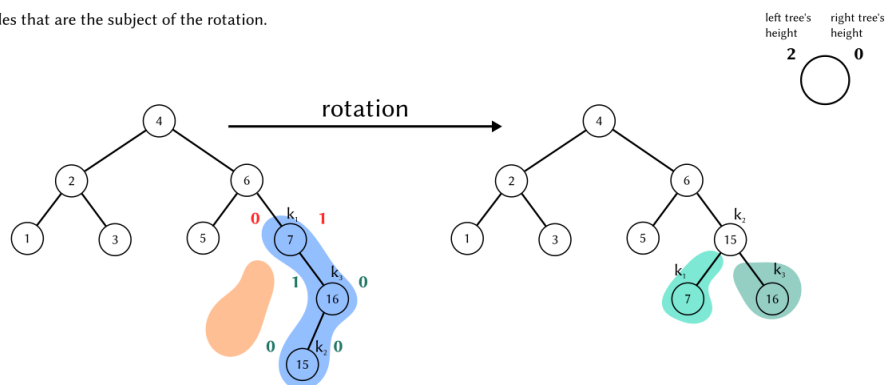 les that are the subject of the rotation.
left tree's right tree's
height height
2 0
rotation
4 4
2 6 2 6
0 k₁ 1 k₂
1 3 5 7 1 3 5 15
1 k₃ 0 k₁ k₃
16 7 16
0 k₂ 0
15